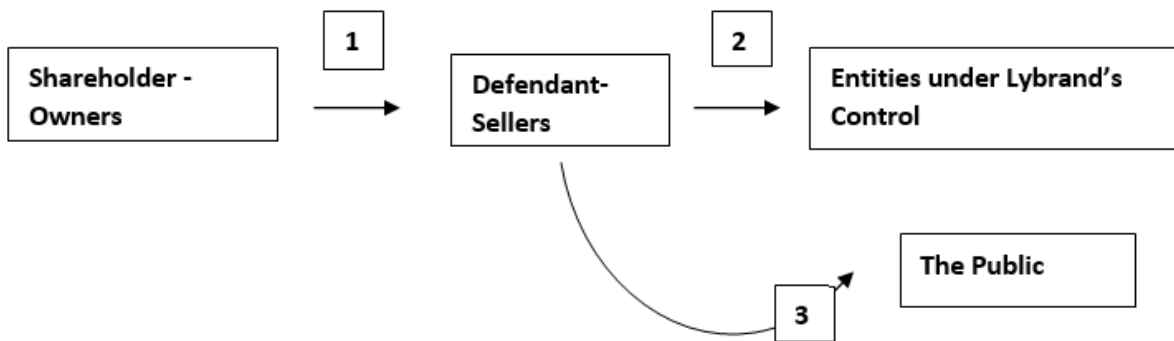 1
2
Shareholder -
Owners
Defendant-
Sellers
Entities under Lybrand's
Control
The Public
3